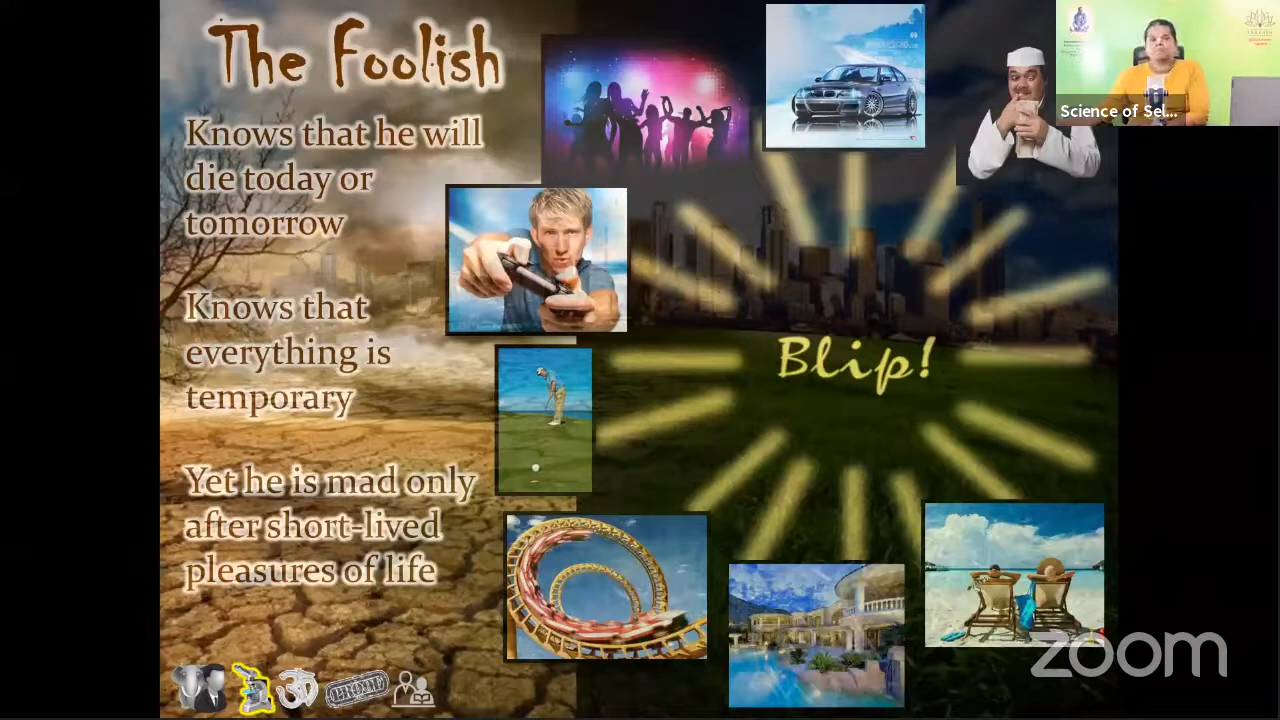 The Foolish
Knows that he will
die today or
tomorrow
Knows that
everything is
temporary
Yet he is mad only
after short-lived
pleasures of life
Blip!
Science of Sel...
zoom